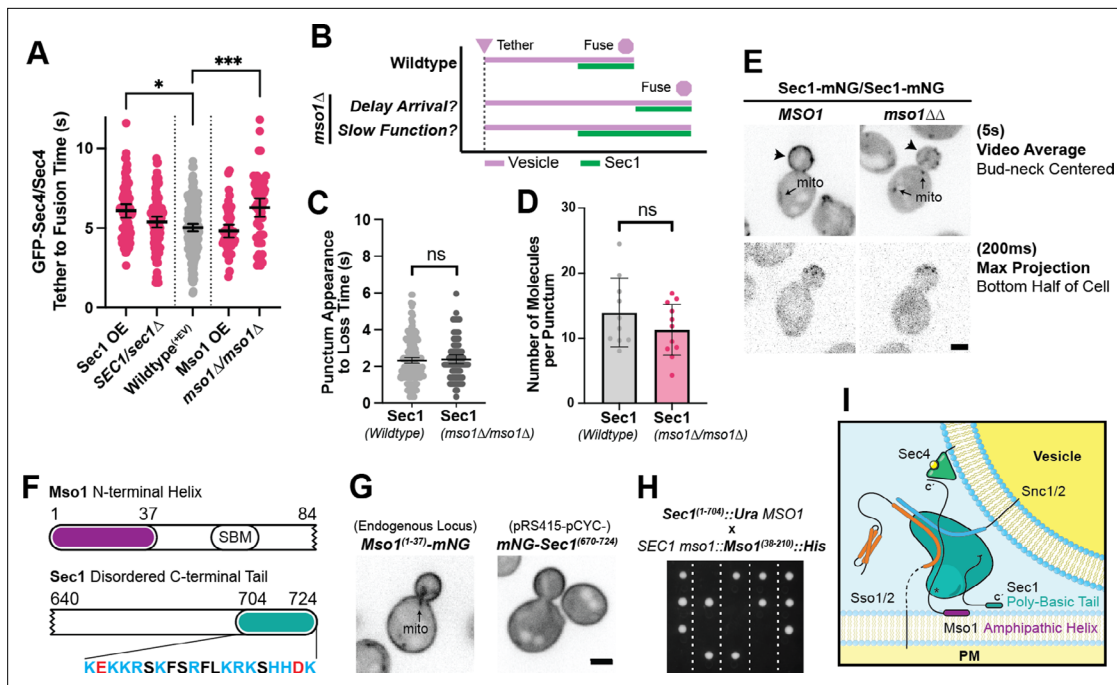 A
GFP-Sec4/Sec4
Tether to Fusion Time (s)
*
***
15
10
5
0
Sec1 OE
SEC1/sec1Δ
Wildtype(+EV)
Mso1 OE
mso1Δ/mso1Δ
B
Tether
Fuse
Wildtype
Fuse
mso1Δ
Delay Arrival?
Slow Function?
Vesicle
Sec1
C
Punctum Appearance
to Loss Time (s)
ns
10
8
6
4
2
0
Sec1
(Wildtype)
Sec1
(mso1Δ/mso1Δ)
D
Number of Molecules
per Punctum
ns
30
20
10
0
Sec1
(Wildtype)
Sec1
(mso1Δ/mso1Δ)
E
Sec1-mNG/Sec1-mNG
MSO1
mso1ΔΔ
mito
mito
(5s)
Video Average
Bud-neck Centered
(200ms)
Max Projection
Bottom Half of Cell
F
Mso1 N-terminal Helix
1
37
84
SBM
Sec1 Disordered C-terminal Tail
640
704
724
KEKKRSKFSRFLKRKSHHDK
G
(Endogenous Locus)
Mso1(1-37)-mNG
mito
(pRS415-pCYC-)
mNG-Sec1(670-724)
H
Sec1(1-704)::Ura MSO1
x
SEC1 mso1::Mso1(38-210)::His
I
Sec4
c´
Vesicle
Snc1/2
Sso1/2
*
Sec1
c´
Poly-Basic Tail
Mso1 Amphipathic Helix
PM